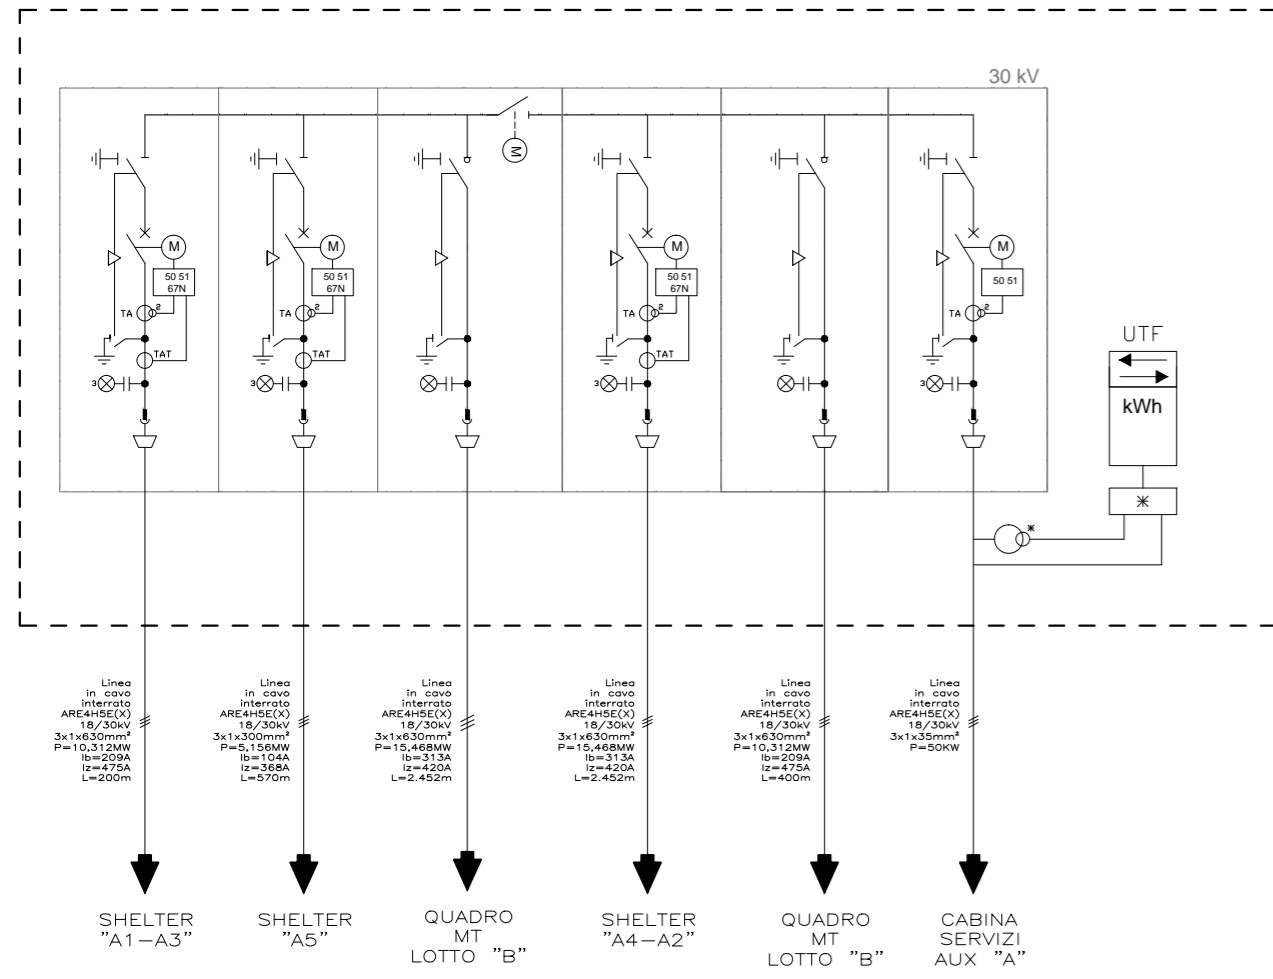 30 kV
M
M
50 51
67N
TA
2
TAT
3
M
50 51
67N
TA
2
TAT
3
M
50 51
67N
TA
2
TAT
3
M
50 51
TA
2
3
UTF
kWh
*
*
Linea
in cavo
interrato
ARE4H5E(X)
18/30kV
3x1x630mm²
P=10,312MW
Ib=209A
Iz=475A
L=200m
Linea
in cavo
interrato
ARE4H5E(X)
18/30kV
3x1x300mm²
P=5,156MW
Ib=104A
Iz=368A
L=570m
Linea
in cavo
interrato
ARE4H5E(X)
18/30kV
3x1x630mm²
P=15,468MW
Ib=313A
Iz=420A
L=2.452m
Linea
in cavo
interrato
ARE4H5E(X)
18/30kV
3x1x630mm²
P=15,468MW
Ib=313A
Iz=420A
L=2.452m
Linea
in cavo
interrato
ARE4H5E(X)
18/30kV
3x1x630mm²
P=10,312MW
Ib=209A
Iz=475A
L=400m
Linea
in cavo
interrato
ARE4H5E(X)
18/30kV
3x1x35mm²
P=50KW
SHELTER
"A1-A3"
SHELTER
"A5"
QUADRO
MT
LOTTO "B"
SHELTER
"A4-A2"
QUADRO
MT
LOTTO "B"
CABINA
SERVIZI
AUX "A"